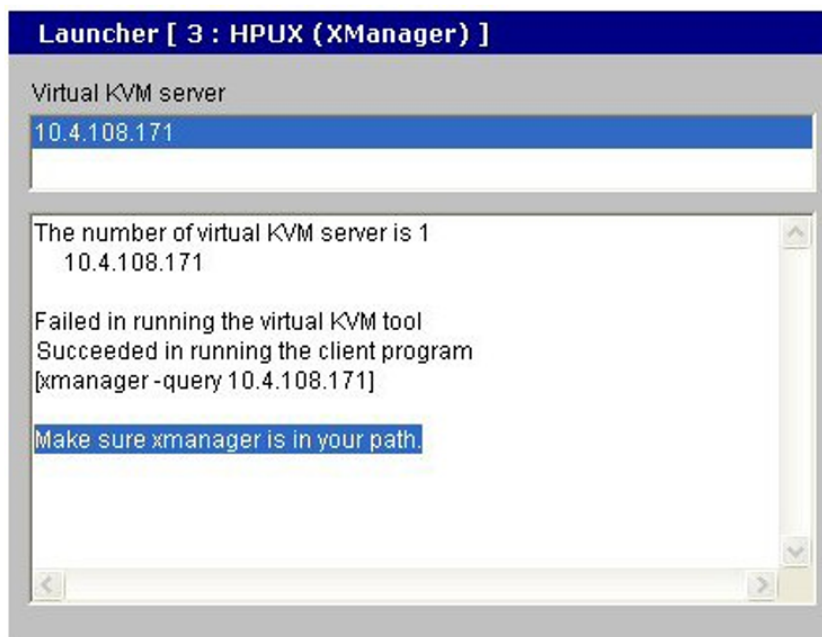 Launcher [ 3 : HPUX (XManager) ]
Virtual KVM server
10.4.108.171
The number of virtual KVM server is 1
10.4.108.171
Failed in running the virtual KVM tool
Succeeded in running the client program
[xmanager -query 10.4.108.171]
Make sure xmanager is in your path.